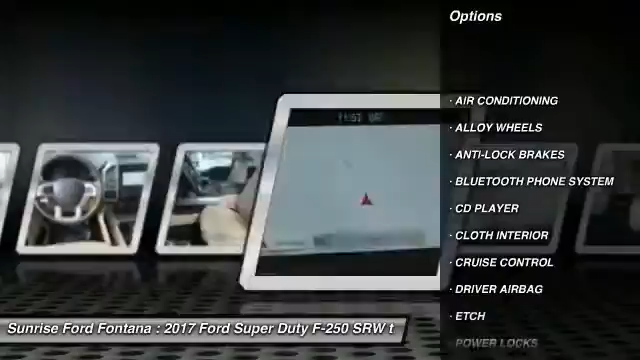 Options
· AIR CONDITIONING
· ALLOY WHEELS
· ANTI-LOCK BRAKES
· BLUETOOTH PHONE SYSTEM
· CD PLAYER
· CLOTH INTERIOR
· CRUISE CONTROL
· DRIVER AIRBAG
· ETCH
· POWER LOCKS
Sunrise Ford Fontana : 2017 Ford Super Duty F-250 SRW t